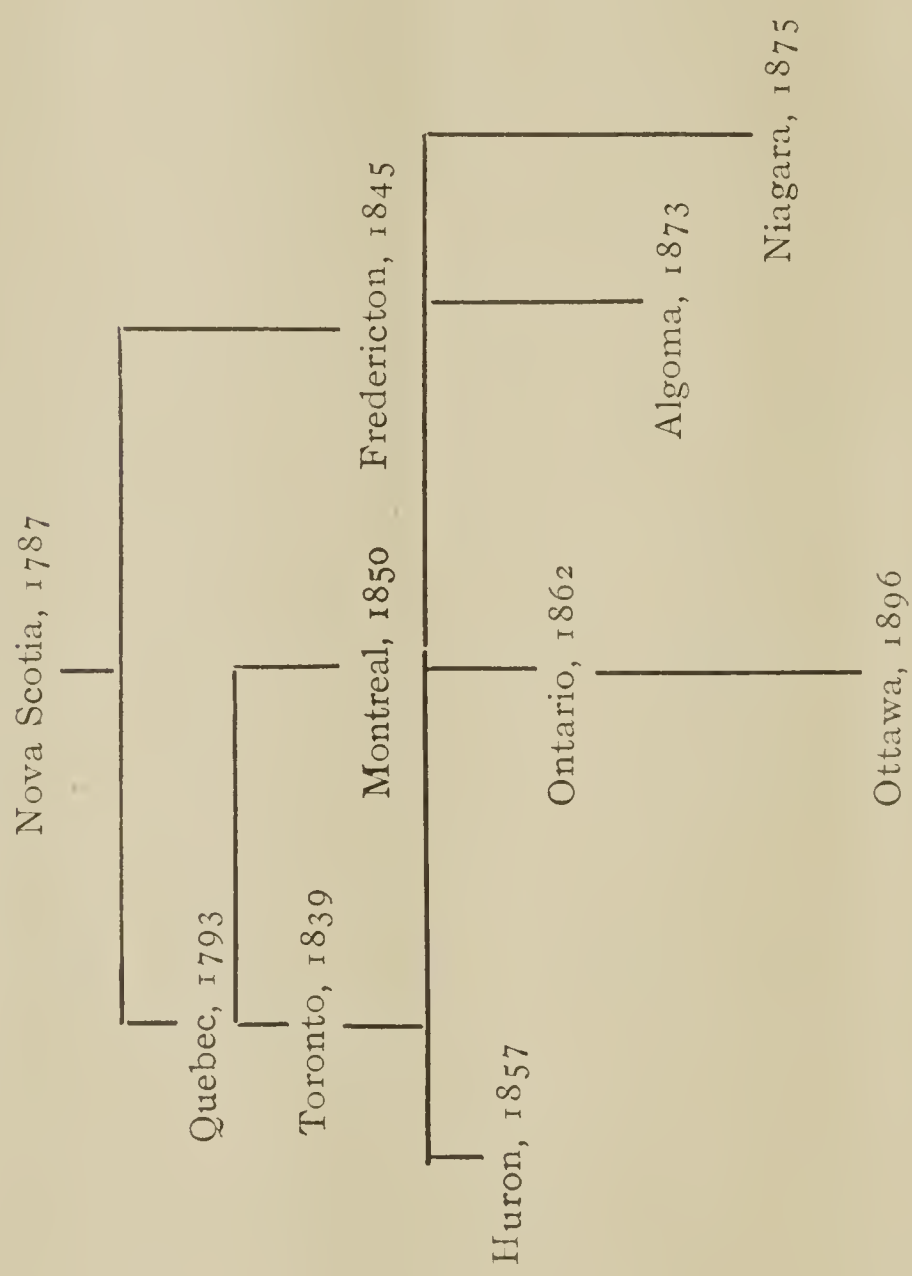 Nova Scotia, 1787
Quebec, 1793
Toronto, 1839
Montreal, 1850
Fredericton, 1845
Huron, 1857
Ontario, 1862
Algoma, 1873
Niagara, 1875
Ottawa, 1896